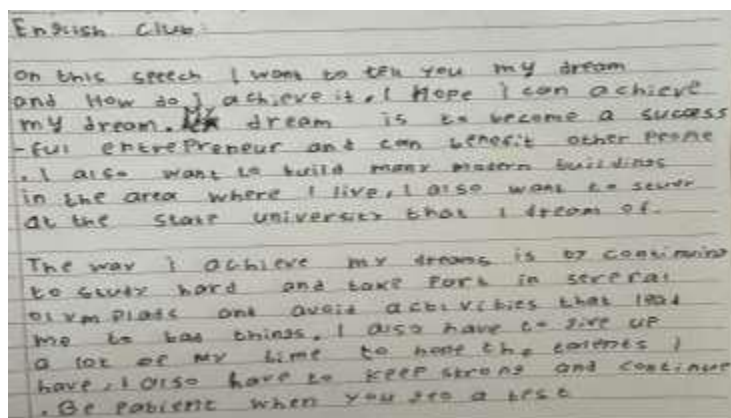 English Club:
On this speech I want to tell you my dream
and How do I achieve it. I Hope I can achieve
my dream. dream is to become a success
-ful entrepreneur and can benefit other People
. I also want to build many modern buildings
in the area where I live. I also want to study
at the state university that I dream of.
The way I achieve my dreams is by continuing
to study hard and take Part in several
olympiads and avoid activities that lead
me to bad things. I also have to give up
a lot of my time to hone the talents I
have. I also have to keep strong and continue
. Be patient when you a test